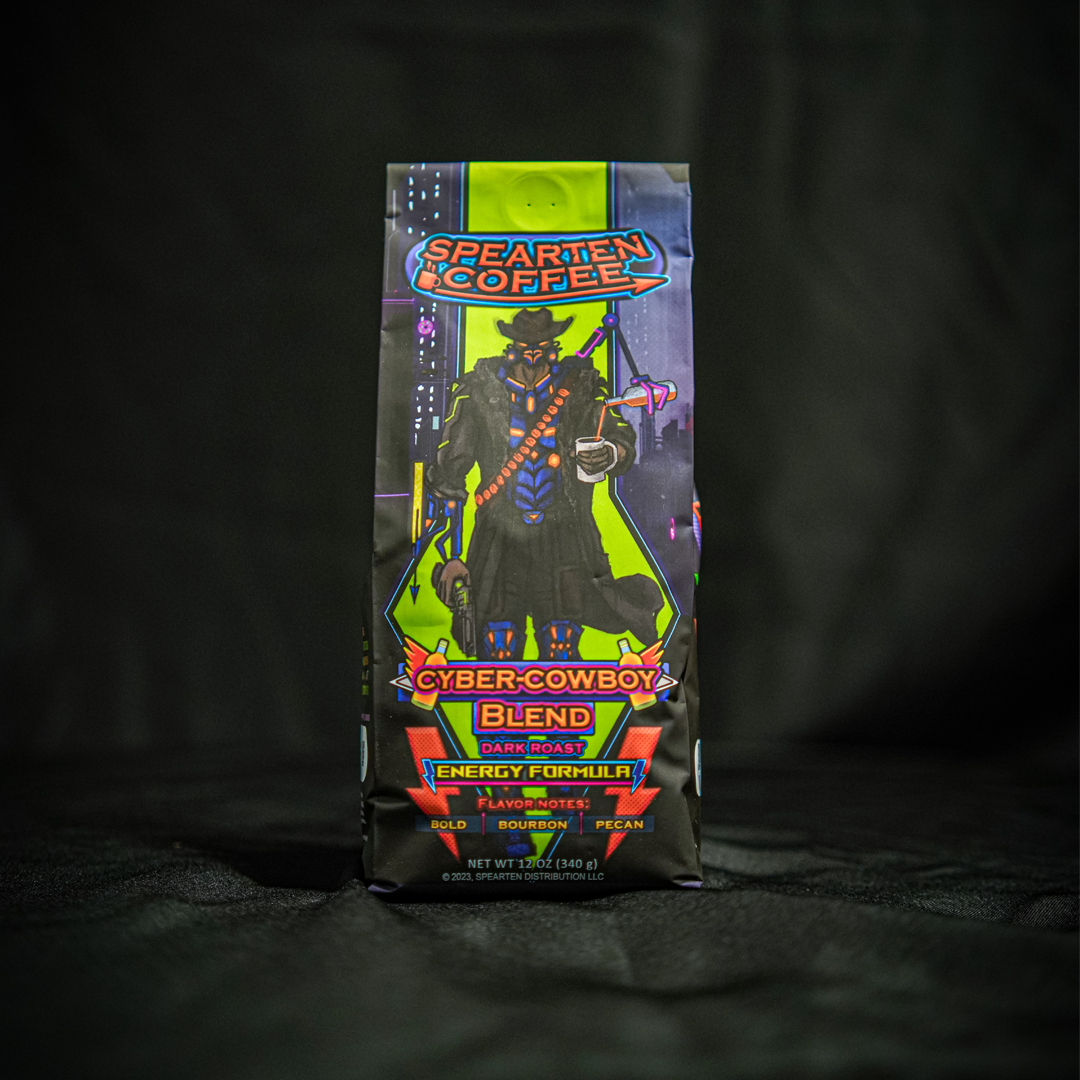 SPEARTEN
COFFEE
CYBER-COWBOY
BLEND
DARK ROAST
ENERGY FORMULA
FLAVOR NOTES:
BOLD BOURBON PECAN
NET WT 12 OZ (340 g)
© 2023, SPEARTEN DISTRIBUTION LLC